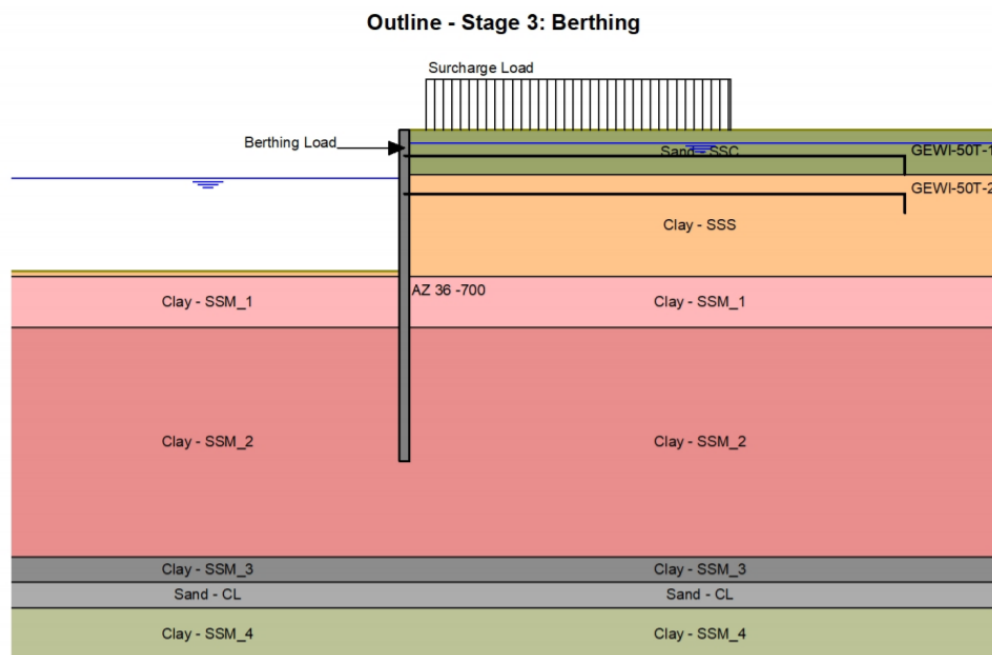 Outline - Stage 3: Berthing
Surcharge Load
Berthing Load
Sand - SSC
GEWI-50T-1
GEWI-50T-2
Clay - SSS
AZ 36 -700
Clay - SSM_1
Clay - SSM_1
Clay - SSM_2
Clay - SSM_2
Clay - SSM_3
Clay - SSM_3
Sand - CL
Sand - CL
Clay - SSM_4
Clay - SSM_4